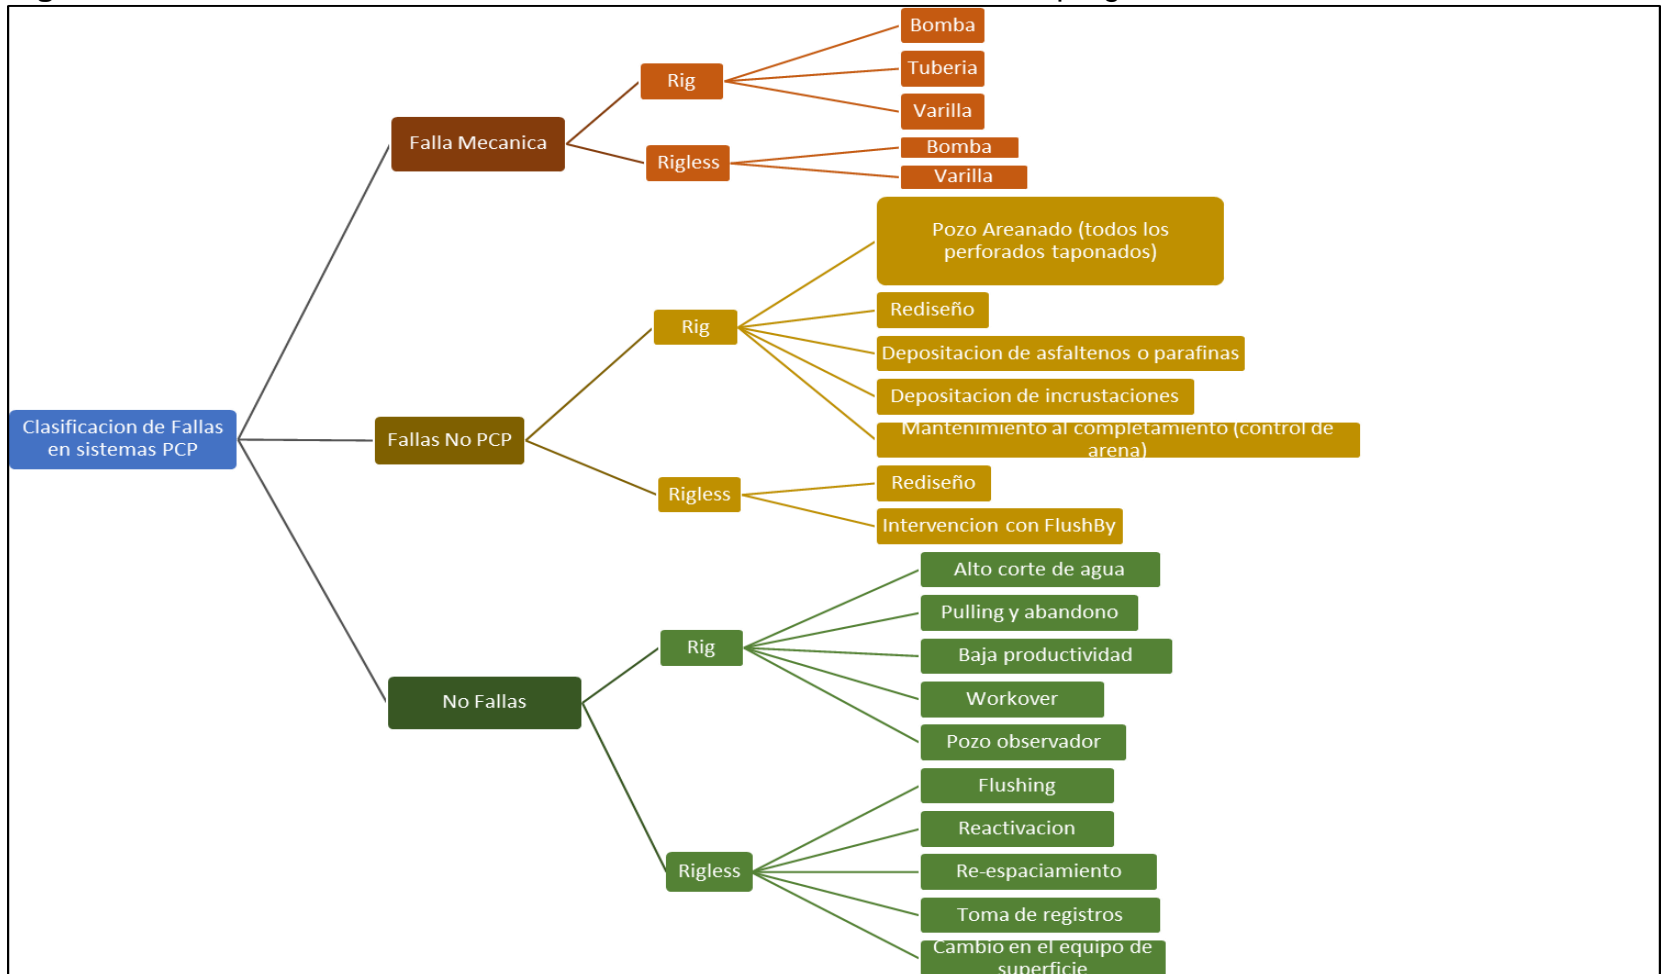 Bomba
Rig
Tuberia
Varilla
Falla Mecanica
Bomba
Rigless
Varilla
Pozo Areanado (todos los
perforados taponados)
Rediseño
Rig
Depositacion de asfaltenos o parafinas
Depositacion de incrustaciones
Clasificacion de Fallas
en sistemas PCP
Fallas No PCP
Mantenimiento al completamiento (control de
arena)
Rediseño
Rigless
Intervencion con FlushBy
Alto corte de agua
Pulling y abandono
Rig
Baja productividad
No Fallas
Workover
Pozo observador
Flushing
Reactivacion
Rigless
Re-espaciamiento
Toma de registros
Cambio en el equipo de
superficie